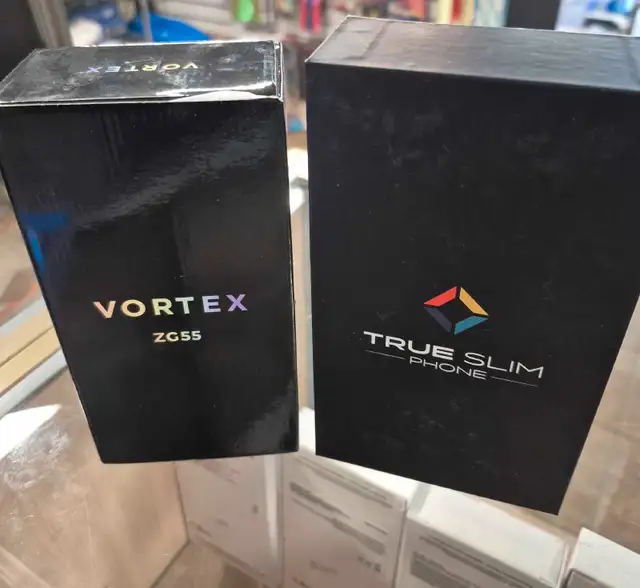 VORTEX
VORTEX
ZG55
TRUE SLIM
PHONE